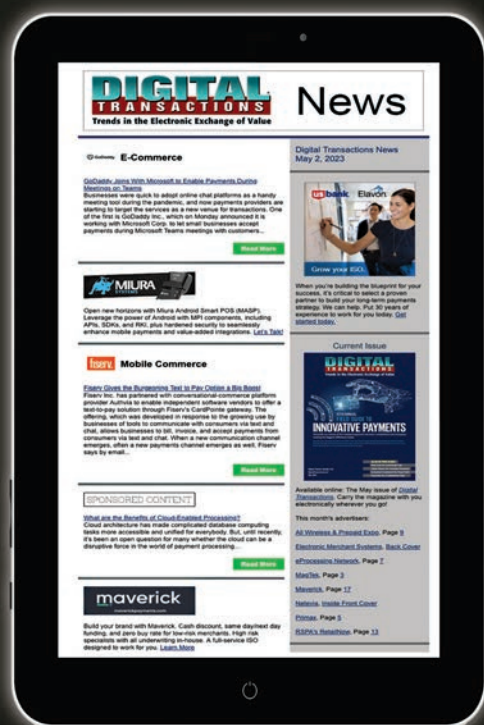 DIGITAL
TRANSACTIONS
Trends in the Electronic Exchange of Value
News
GoDaddy E-Commerce
GoDaddy Joins With Microsoft to Enable Payments During
Meetings on Teams
Businesses were quick to adopt online chat platforms as a handy
meeting tool during the pandemic, and now payments providers are
starting to target the services as a new venue for transactions. One
of the first is GoDaddy Inc., which on Monday announced it is
working with Microsoft Corp. to let small businesses accept
payments during Microsoft Teams meetings with customers...
Read More
MIURA
SYSTEMS
Open new horizons with Miura Android Smart POS (MASP).
Leverage the power of Android with MPI components, including
APIs, SDKs, and RKI, plus hardened security to seamlessly
enhance mobile payments and value-added integrations. Let's Talk!
fiserv. Mobile Commerce
Fiserv Gives the Burgeoning Text to Pay Option a Big Boost
Fiserv Inc. has partnered with conversational-commerce platform
provider Authvia to enable independent software vendors to offer a
text-to-pay solution through Fiserv's CardPointe gateway. The
offering, which was developed in response to the growing use by
businesses of tools to communicate with consumers via text and
chat, allows businesses to bill, invoice, and accept payments from
consumers via text and chat. When a new communication channel
emerges, often a new payments channel emerges as well. Fiserv
says by email...
Read More
SPONSORED CONTENT
What are the Benefits of Cloud-Enabled Processing?
Cloud architecture has made complicated database computing
tasks more accessible and unified for everybody. But, until recently,
it's been an open question for many whether the cloud can be a
disruptive force in the world of payment processing....
Read More
maverick
maverickpayments.com
Build your brand with Maverick. Cash discount, same day/next day
funding, and zero buy rate for low-risk merchants. High risk
specialists with all underwriting in-house. A full-service ISO
designed to work for you. Learn More
Digital Transactions News
May 2, 2023
usbank Elavon
Grow your ISO.
When you're building the blueprint for your
success, it's critical to select a proven
partner to build your long-term payments
strategy. We can help. Put 30 years of
experience to work for you today. Get
started today.
Current Issue
DIGITAL
TRANSACTIONS
Trends in the Electronic Exchange of Value
FIELD GUIDE TO
INNOVATIVE PAYMENTS
Available online: The May issue of Digital
Transactions. Carry the magazine with you
electronically wherever you go!
This month's advertisers:
All Wireless & Prepaid Expo, Page 9
Electronic Merchant Systems, Back Cover
eProcessing Network, Page 7
MagTek, Page 3
Maverick, Page 17
Netevia, Inside Front Cover
Primax, Page 5
RSPA's RetailNow, Page 13